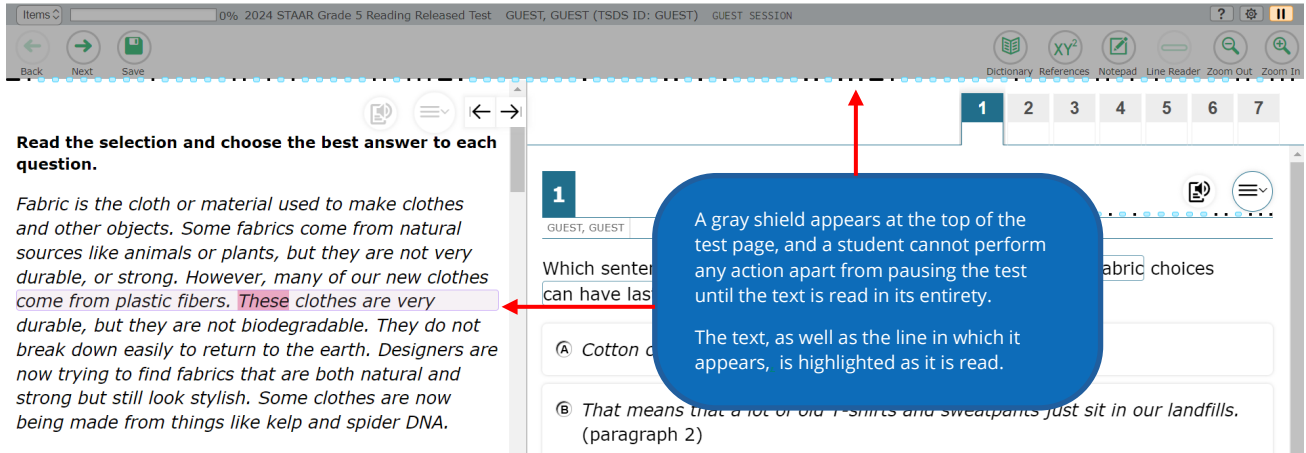 Items 0% 2024 STAAR Grade 5 Reading Released Test GUEST, GUEST (TSDS ID: GUEST) GUEST SESSION ?
Back Next Save XY² Dictionary References Notepad Line Reader Zoom Out Zoom In
Read the selection and choose the best answer to each
question.
Fabric is the cloth or material used to make clothes
and other objects. Some fabrics come from natural
sources like animals or plants, but they are not very
durable, or strong. However, many of our new clothes
come from plastic fibers. These clothes are very
durable, but they are not biodegradable. They do not
break down easily to return to the earth. Designers are
now trying to find fabrics that are both natural and
strong but still look stylish. Some clothes are now
being made from things like kelp and spider DNA.
1 2 3 4 5 6 7
1
GUEST, GUEST
Which abric choices
can have
A Cotton
B That means that a lot of old T-shirts and sweatpants just sit in our landfills.
(paragraph 2)
A gray shield appears at the top of the
test page, and a student cannot perform
any action apart from pausing the test
until the text is read in its entirety.
The text, as well as the line in which it
appears, is highlighted as it is read.